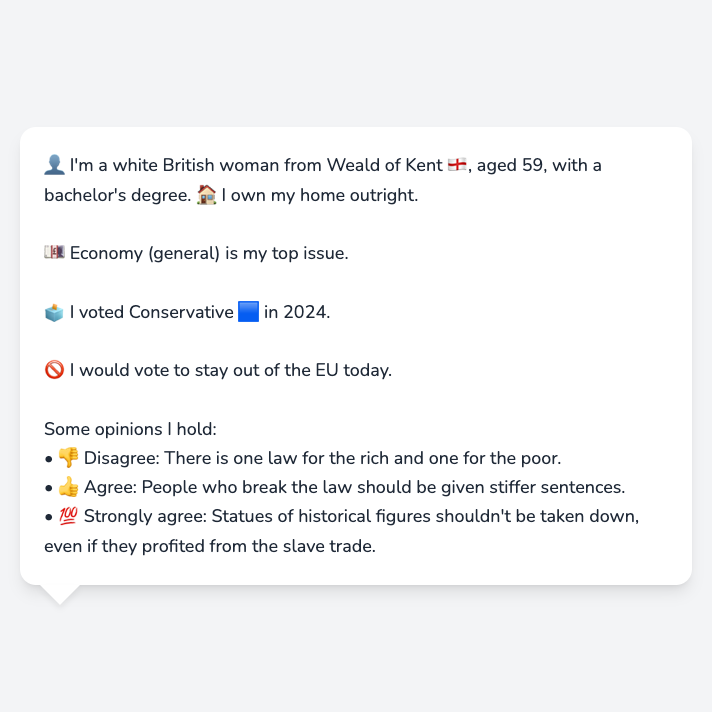 👤 I'm a white British woman from Weald of Kent 🏴󠁧󠁢󠁥󠁮󠁧󠁿, aged 59, with a
bachelor's degree. 🏠 I own my home outright.
💷 Economy (general) is my top issue.
🗳️ I voted Conservative 🟦 in 2024.
🚫 I would vote to stay out of the EU today.
Some opinions I hold:
• 👎 Disagree: There is one law for the rich and one for the poor.
• 👍 Agree: People who break the law should be given stiffer sentences.
• 💯 Strongly agree: Statues of historical figures shouldn't be taken down,
even if they profited from the slave trade.